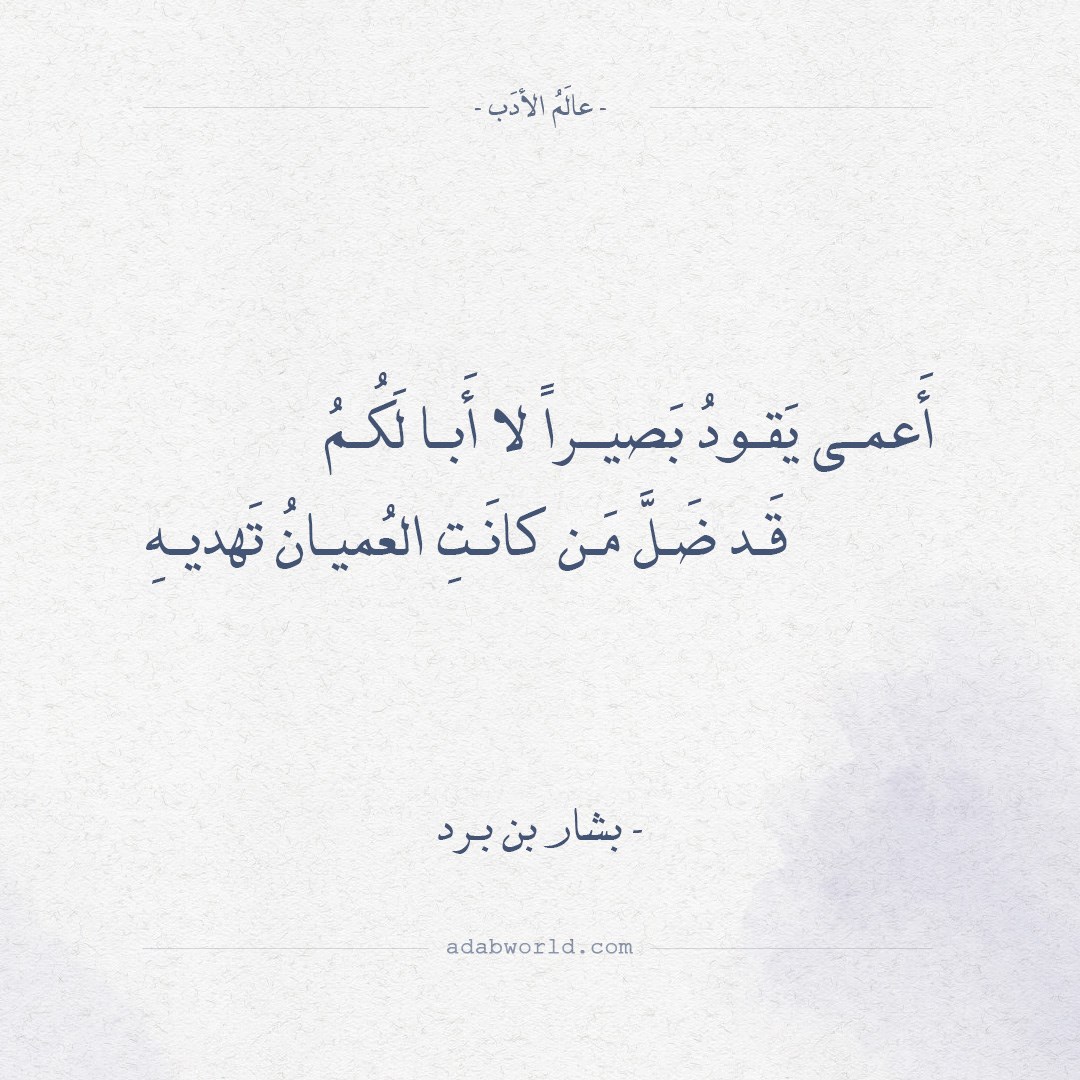 - عالَمُ الأدَب -
أَعمى يَقودُ بَصيراً لا أَبا لَكُمُ
قَد ضَلَّ مَن كانَتِ العُميانُ تَهديهِ
- بشار بن برد
adabworld.com